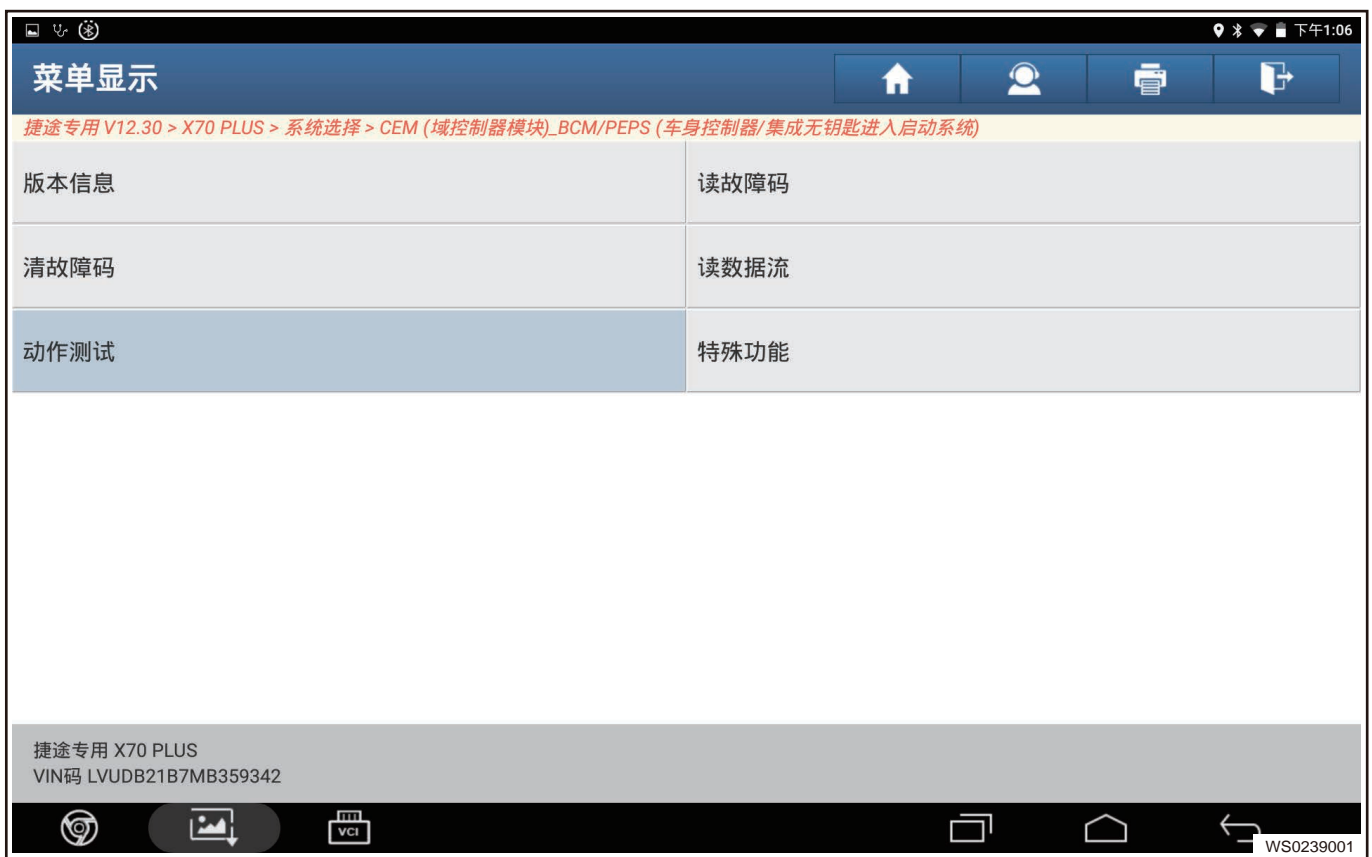 下午1:06
菜单显示
捷途专用 V12.30 > X70 PLUS > 系统选择 > CEM (域控制器模块)_BCM/PEPS (车身控制器/集成无钥匙进入启动系统)
版本信息
读故障码
清故障码
读数据流
动作测试
特殊功能
捷途专用 X70 PLUS
VIN码 LVUDB21B7MB359342
VCI
WS0239001